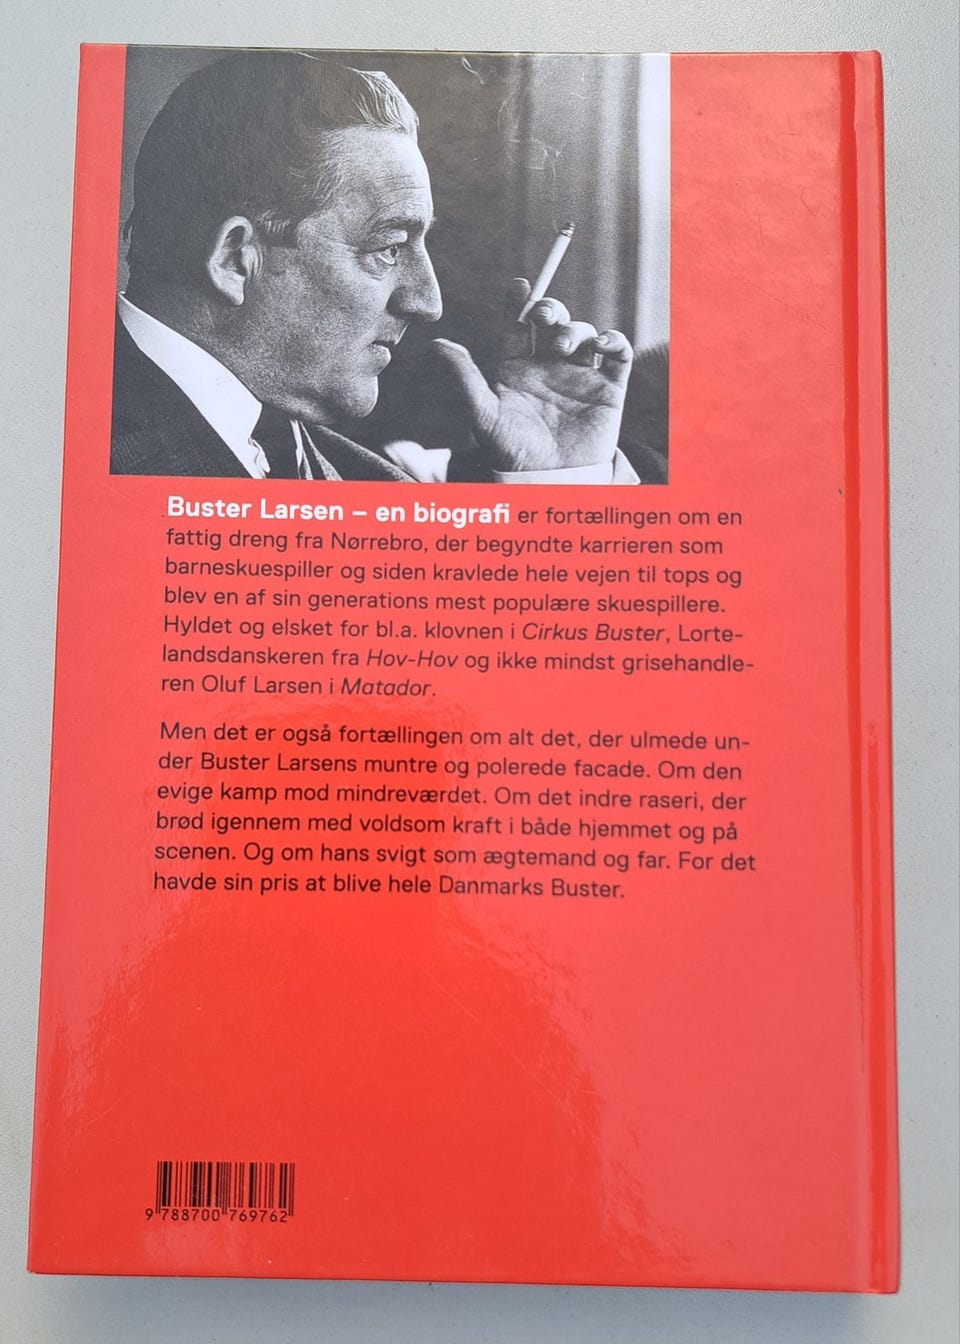 Buster Larsen – en biografi er fortællingen om en
fattig dreng fra Nørrebro, der begyndte karrieren som
barneskuespiller og siden kravlede hele vejen til tops og
blev en af sin generations mest populære skuespillere.
Hyldet og elsket for bl.a. klovnen i Cirkus Buster, Lorte-
landsdanskeren fra Hov-Hov og ikke mindst grisehandle-
ren Oluf Larsen i Matador.
Men det er også fortællingen om alt det, der ulmede un-
der Buster Larsens muntre og polerede facade. Om den
evige kamp mod mindreværdet. Om det indre raseri, der
brød igennem med voldsom kraft i både hjemmet og på
scenen. Og om hans svigt som ægtemand og far. For det
havde sin pris at blive hele Danmarks Buster.
9 788700 769762